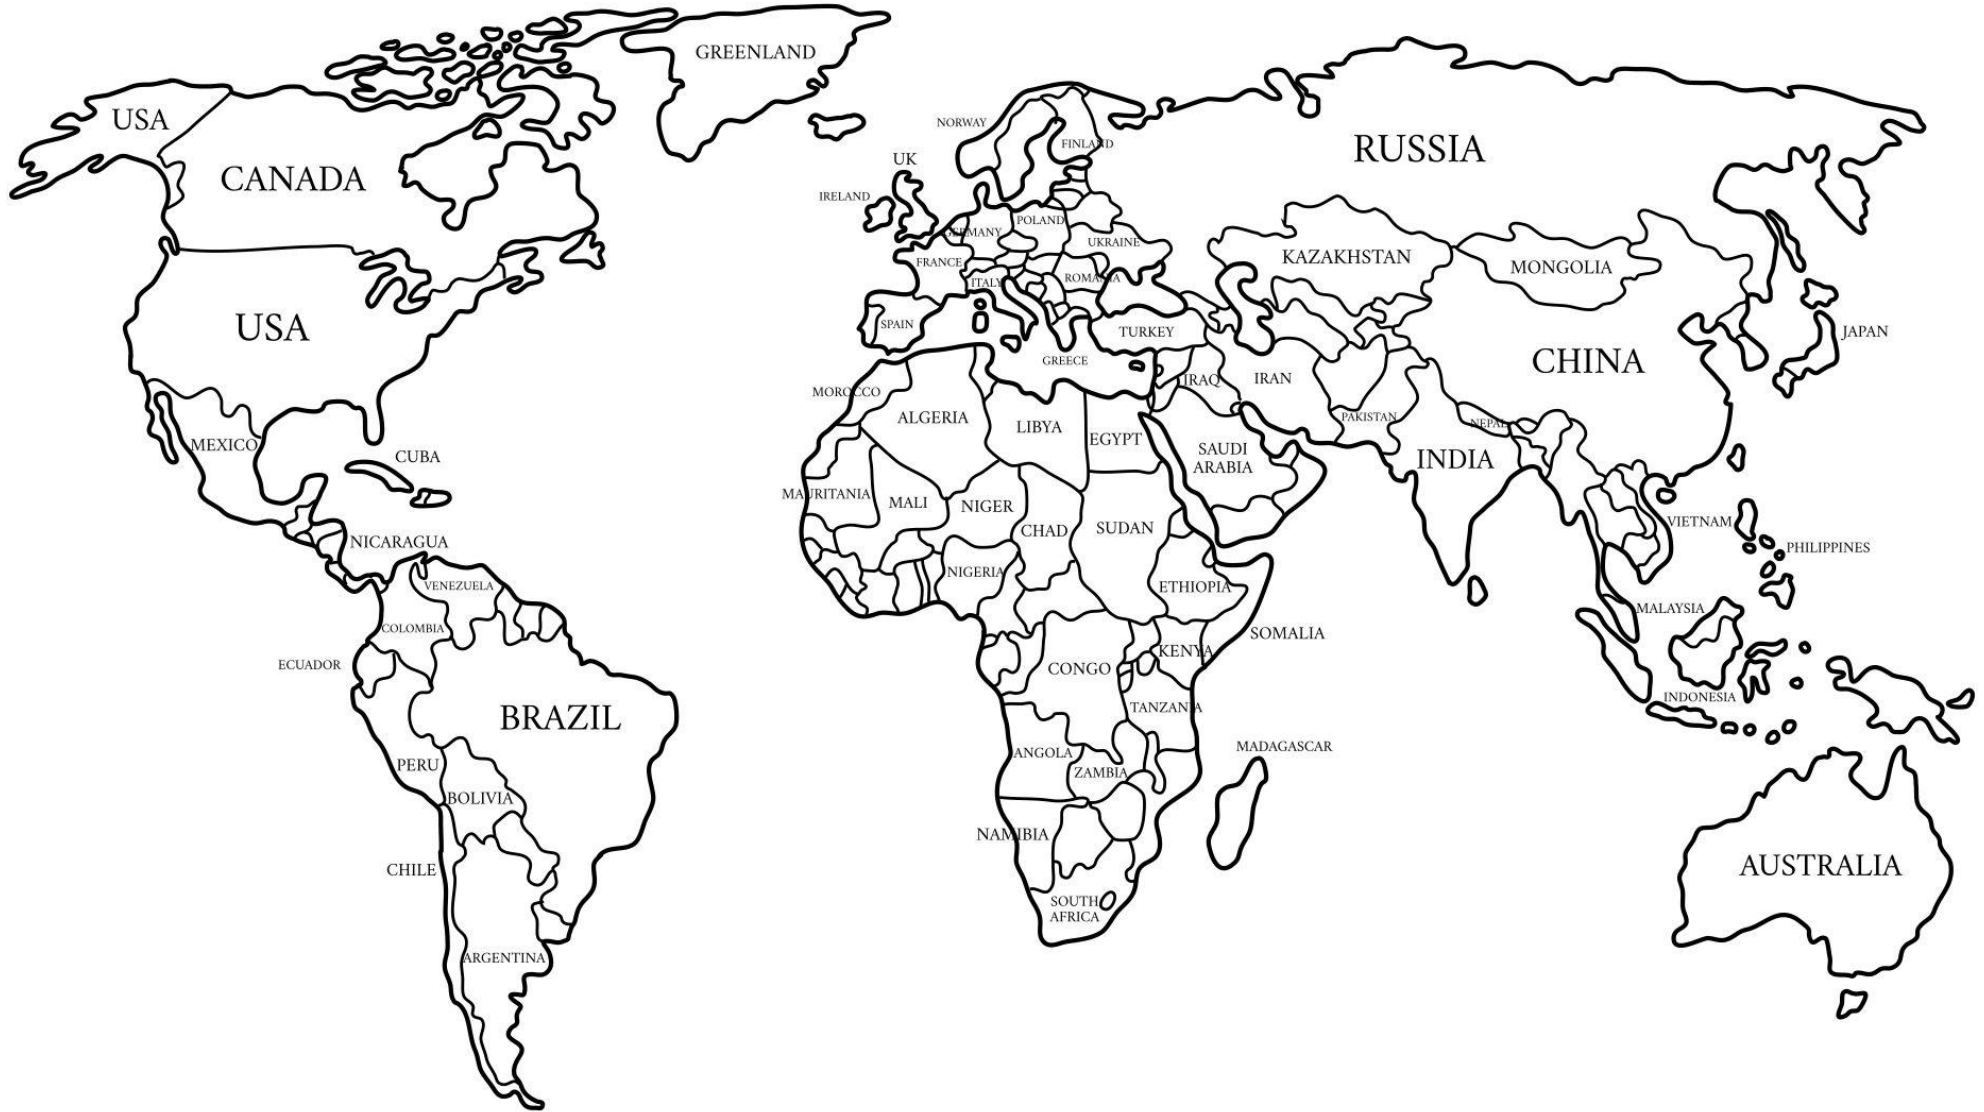 GREENLAND
USA
CANADA
USA
MEXICO
CUBA
NICARAGUA
VENEZUELA
COLOMBIA
ECUADOR
BRAZIL
PERU
BOLIVIA
CHILE
ARGENTINA
NORWAY
FINLAND
UK
IRELAND
POLAND
GERMANY
UKRAINE
FRANCE
ROMANIA
ITALY
SPAIN
GREECE
TURKEY
RUSSIA
KAZAKHSTAN
MONGOLIA
CHINA
JAPAN
IRAQ
IRAN
PAKISTAN
NEPAL
INDIA
SAUDI
ARABIA
MOROCCO
ALGERIA
LIBYA
EGYPT
MAURITANIA
MALI
NIGER
CHAD
SUDAN
NIGERIA
ETHIOPIA
SOMALIA
KENYA
CONGO
TANZANIA
ANGOLA
ZAMBIA
MADAGASCAR
NAMIBIA
SOUTH
AFRICA
VIETNAM
PHILIPPINES
MALAYSIA
INDONESIA
AUSTRALIA